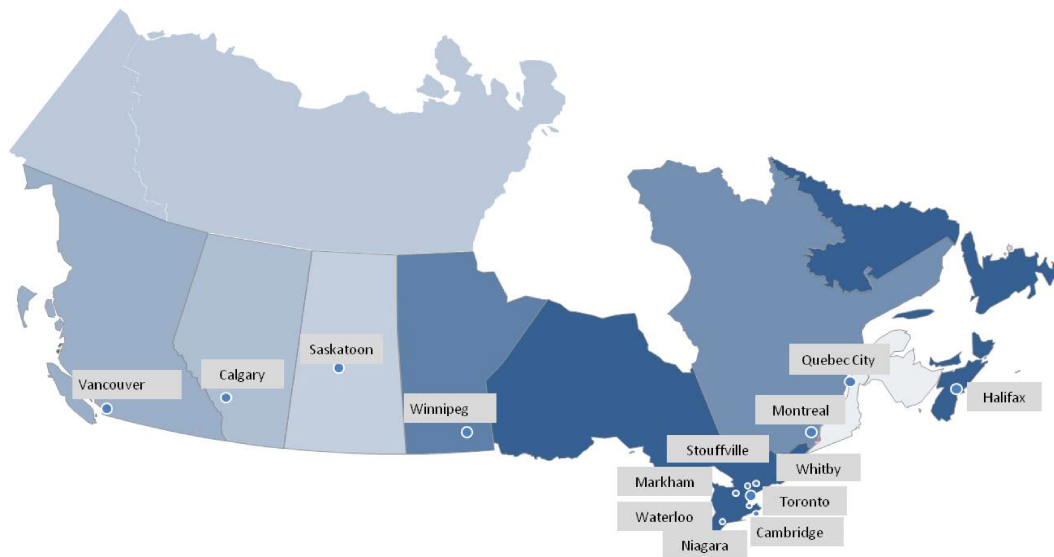 Saskatoon
Quebec City
Calgary
Vancouver
Halifax
Winnipeg
Montreal
Stouffville
Whitby
Markham
Toronto
Waterloo
Cambridge
Niagara